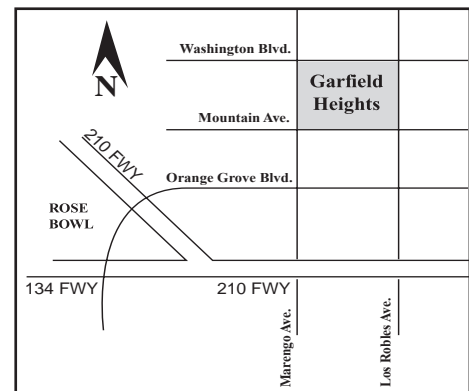 Washington Blvd.
Garfield
Heights
N
Mountain Ave.
210 FWY
Orange Grove Blvd.
ROSE
BOWL
134 FWY
210 FWY
Marengo Ave.
Los Robles Ave.